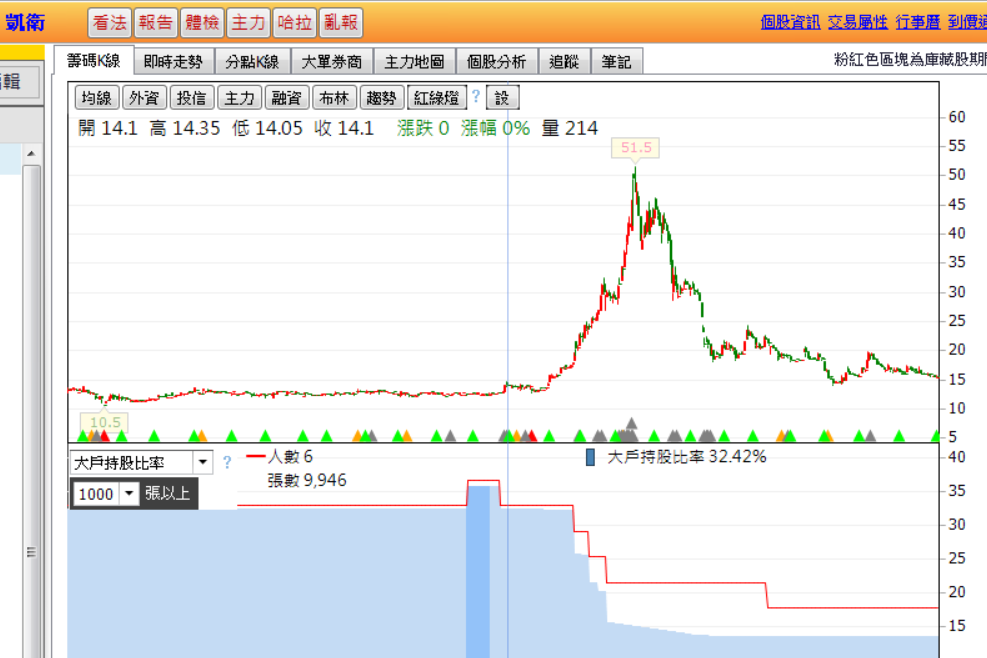 凱衛 看法 報告 體檢 主力 哈拉 亂報 個股資訊 交易屬性 行事曆 到價通
輯 籌碼K線 即時走勢 分點K線 大單券商 主力地圖 個股分析 追蹤 筆記 粉紅色區塊為庫藏股期
均線 外資 投信 主力 融資 布林 趨勢 紅綠燈 ? 設
開 14.1 高 14.35 低 14.05 收 14.1 漲跌 0 漲幅 0% 量 214
51.5
10.5
60
55
50
45
40
35
30
25
20
15
10
5
大戶持股比率 ? 人數 6 大戶持股比率 32.42%
張數 9,946
1000 張以上
40
35
30
25
20
15